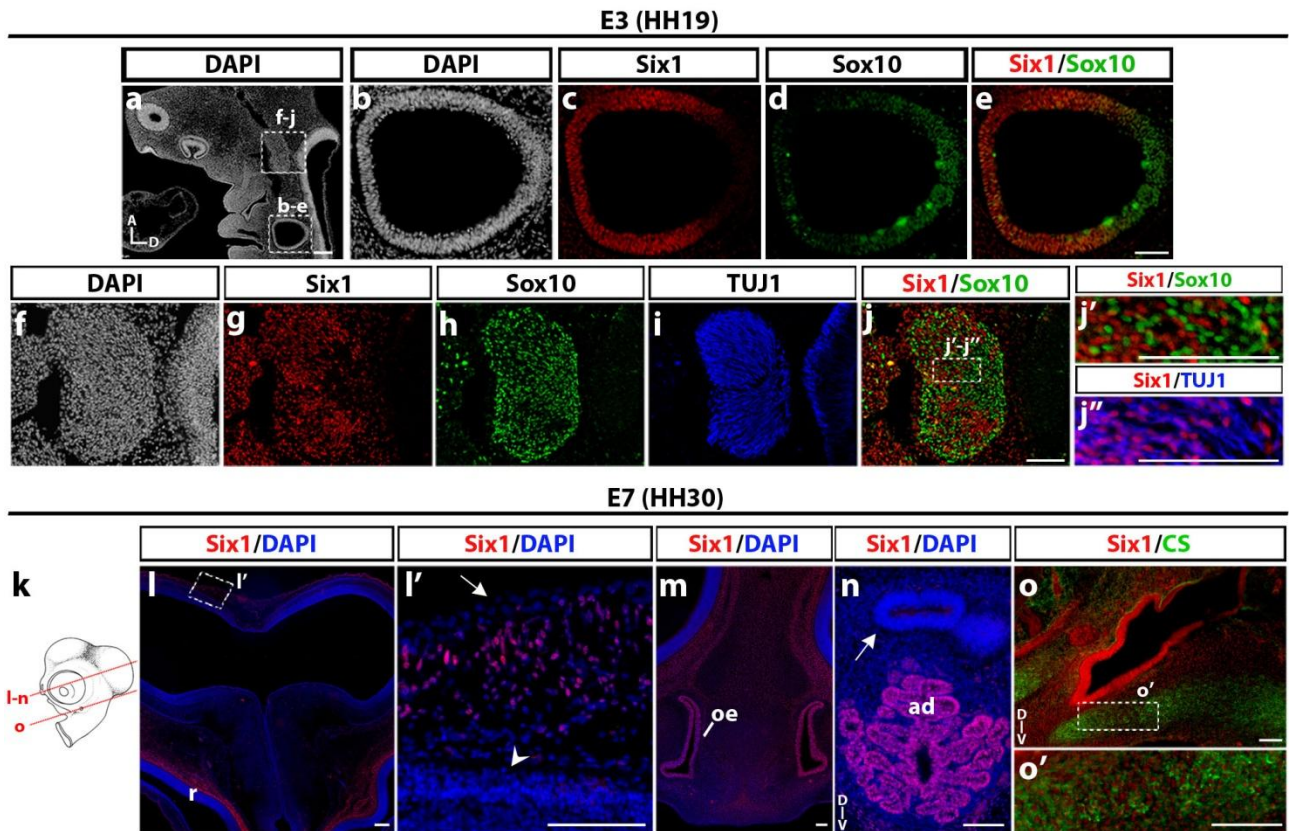 E3 (HH19)
DAPI DAPI Six1 Sox10 Six1/Sox10
a f-j b c d e
b-e
A
D
DAPI Six1 Sox10 TUJ1 Six1/Sox10 Six1/Sox10
f g h i j j'
j'-j"
Six1/TUJ1
j"
E7 (HH30)
Six1/DAPI Six1/DAPI Six1/DAPI Six1/DAPI Six1/CS
k l l' l' m n o
l-n
o
oe
ad
o'
D
V
r
D
V
o'